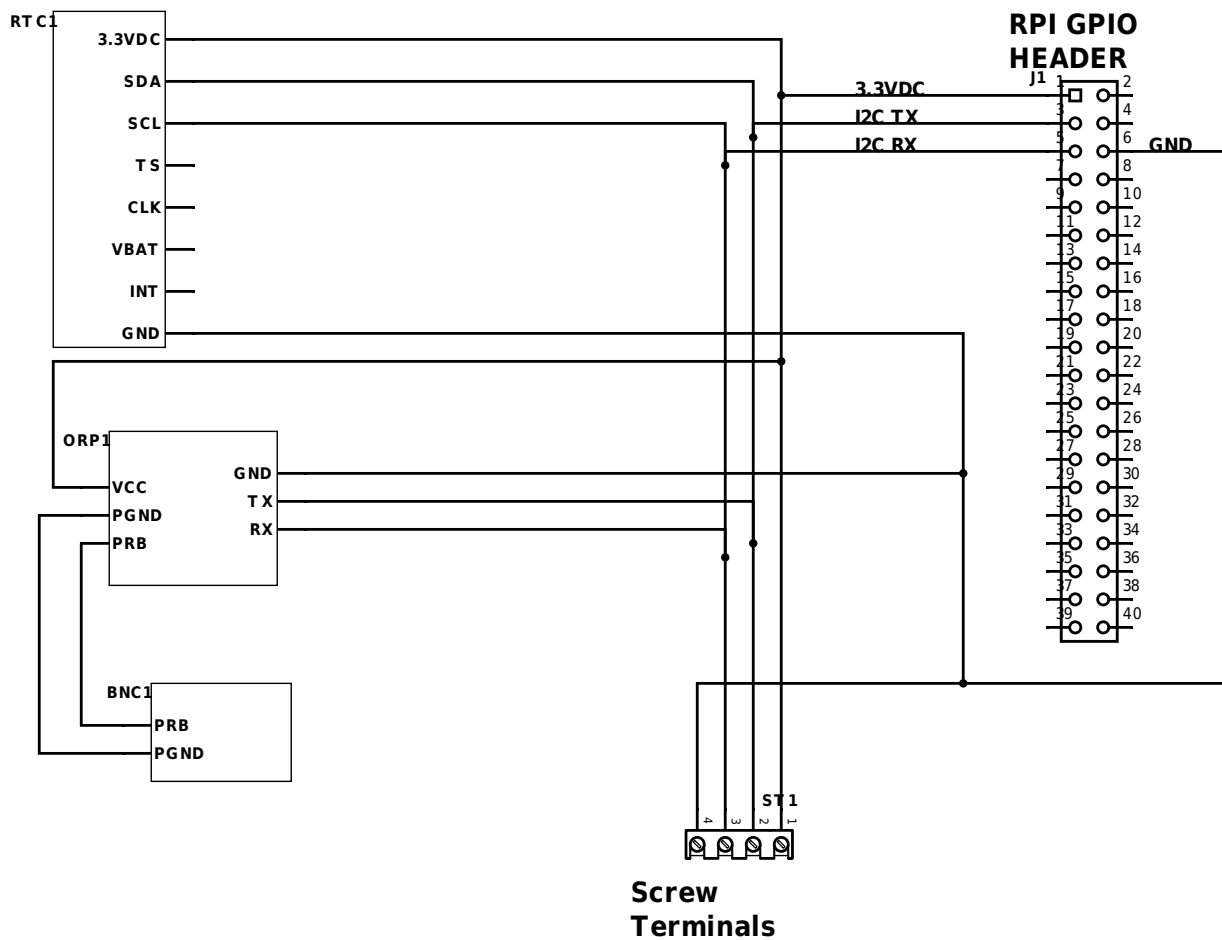 RTC1
3.3VDC
SDA
SCL
TS
CLK
VBAT
INT
GND
RPI GPIO
HEADER
J1
3.3VDC
I2C TX
I2C RX
GND
1 2
3 4
5 6
7 8
9 10
11 12
13 14
15 16
17 18
19 20
21 22
23 24
25 26
27 28
29 30
31 32
33 34
35 36
37 38
39 40
ORP1
VCC
PGND
PRB
GND
TX
RX
BNC1
PRB
PGND
ST1
4 3 2 1
Screw
Terminals